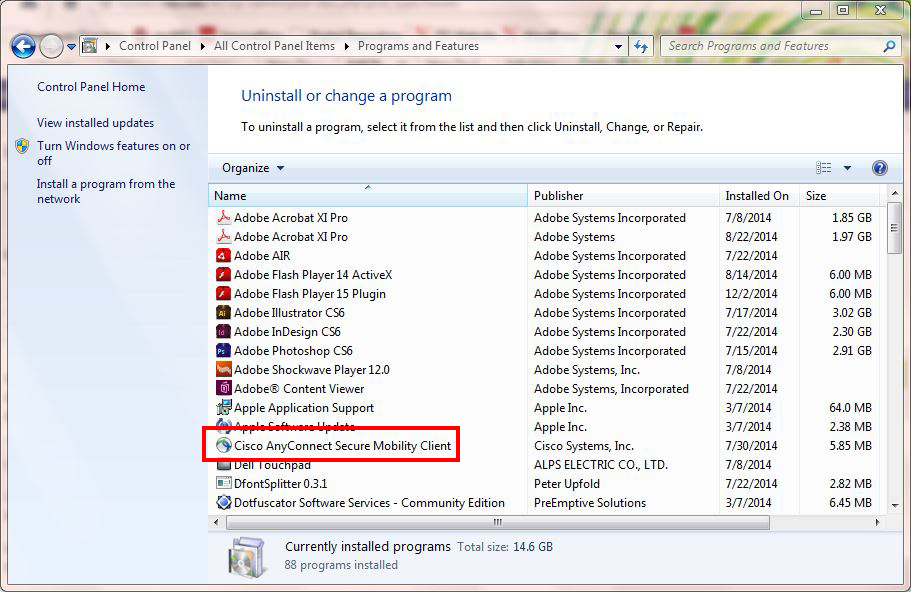 Control Panel All Control Panel Items Programs and Features Search Programs and Features
Control Panel Home
View installed updates
Turn Windows features on or
off
Install a program from the
network
Uninstall or change a program
To uninstall a program, select it from the list and then click Uninstall, Change, or Repair.
Organize
Name Publisher Installed On Size
Adobe Acrobat XI Pro Adobe Systems Incorporated 7/8/2014 1.85 GB
Adobe Acrobat XI Pro Adobe Systems 8/22/2014 1.97 GB
Adobe AIR Adobe Systems Incorporated 7/22/2014
Adobe Flash Player 14 ActiveX Adobe Systems Incorporated 8/14/2014 6.00 MB
Adobe Flash Player 15 Plugin Adobe Systems Incorporated 12/2/2014 6.00 MB
Adobe Illustrator CS6 Adobe Systems Incorporated 7/17/2014 3.02 GB
Adobe InDesign CS6 Adobe Systems Incorporated 7/22/2014 2.30 GB
Adobe Photoshop CS6 Adobe Systems Incorporated 7/15/2014 2.91 GB
Adobe Shockwave Player 12.0 Adobe Systems, Inc. 7/8/2014
Adobe® Content Viewer Adobe Systems, Incorporated 7/22/2014
Apple Application Support Apple Inc. 3/7/2014 64.0 MB
Apple Software Update Apple Inc. 3/7/2014 2.38 MB
Cisco AnyConnect Secure Mobility Client Cisco Systems, Inc. 7/30/2014 5.85 MB
Dell Touchpad ALPS ELECTRIC CO., LTD. 7/8/2014
DfontSplitter 0.3.1 Peter Upfold 7/22/2014 2.82 MB
Dotfuscator Software Services - Community Edition PreEmptive Solutions 3/7/2014 6.45 MB
Currently installed programs Total size: 14.6 GB
88 programs installed